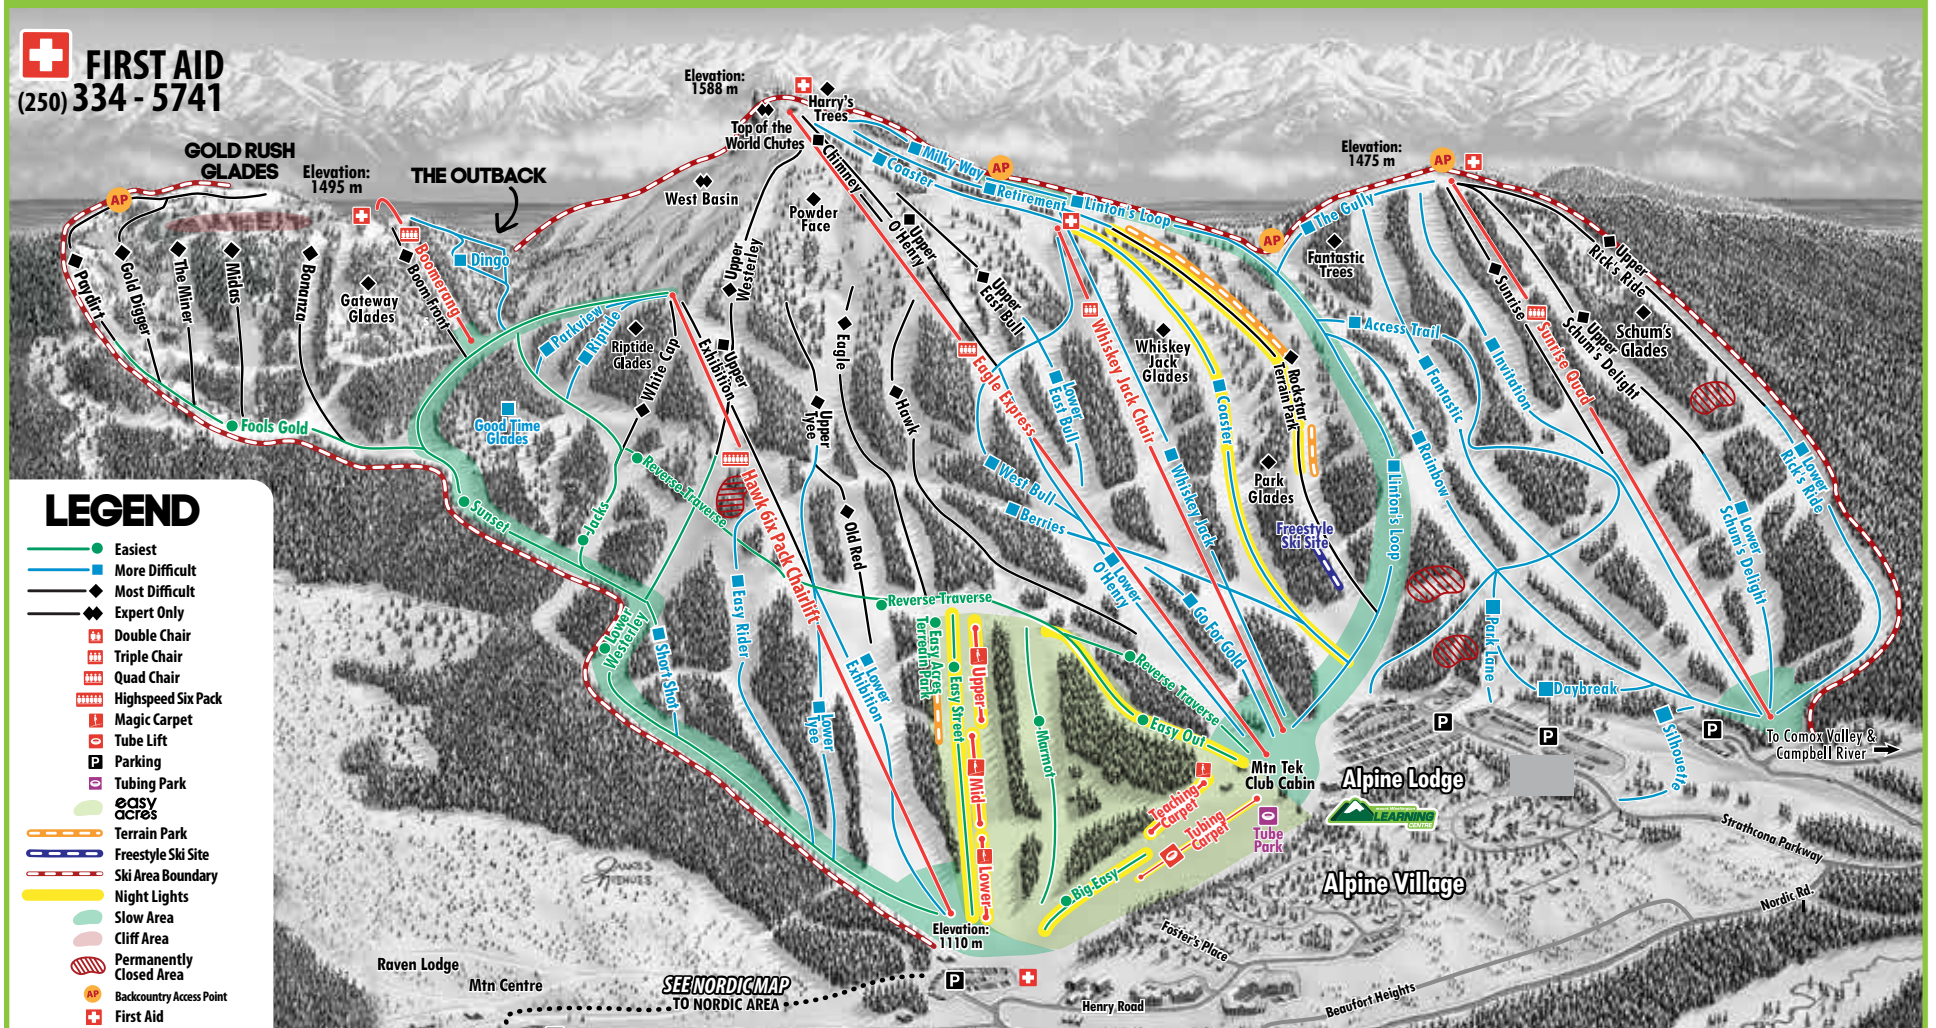 FIRST AID
(250) 334 - 5741
Elevation:
1588 m
Harry's
Trees
Top of the
World Chutes
GOLD RUSH
GLADES
Elevation:
1495 m
THE OUTBACK
West Basin
Powder
Face
Chimney
Milky Way
Coaster
Retirement
Linton's Loop
AP
AP
AP
AP
Elevation:
1475 m
The Gully
Fantastic
Trees
Upper
Rick's Ride
Schum's
Glades
Sunrise
Sunrise Quad
Upper
Schum's Delight
Access Trail
Invitation
Fantastic
Rainbow
Lower
Rick's Ride
Lower
Schum's Delight
Paydirt
Gold Digger
The Miner
Midas
Bonanza
Gateway
Glades
Boomerang
Boom Front
Dingo
Fools Gold
Parkview
Riptide
Riptide
Glades
White Cap
Upper
Exhibition
Upper
Westerley
Good Time
Glades
Reverse Traverse
Sunset
Jacks
Hawk 6ix Pack Chairlift
Upper
Tyee
Eagle
Hawk
Old Red
Upper
O'Henry
Upper
East Bull
Eagle Express
Lower
East Bull
West Bull
Berries
Whiskey Jack Chair
Whiskey
Jack
Glades
Whiskey Jack
Coaster
Rockstar
Terrain Park
Park
Glades
Freestyle
Ski Site
Linton's Loop
Lower
O'Henry
Go For Gold
Lower
Westerley
Short Shot
Easy Rider
Lower
Tyee
Lower
Exhibition
Reverse Traverse
Easy Acres
Terrain Park
Easy Street
Upper
Mid
Lower
Marmot
Reverse Traverse
Easy Out
Big Easy
Teaching
Carpet
Tubing
Carpet
Tube
Park
Mtn Tek
Club Cabin
Park Lane
Daybreak
Silhouette
P
P
P
P
To Comox Valley &
Campbell River
Alpine Lodge
LEARNING
CENTRE
Alpine Village
Strathcona Parkway
Nordic Rd.
Foster's Place
Beaufort Heights
Henry Road
Elevation:
1110 m
Raven Lodge
Mtn Centre
SEE NORDIC MAP
TO NORDIC AREA
LEGEND
Easiest
More Difficult
Most Difficult
Expert Only
Double Chair
Triple Chair
Quad Chair
Highspeed Six Pack
Magic Carpet
Tube Lift
P Parking
Tubing Park
easy
acres
Terrain Park
Freestyle Ski Site
Ski Area Boundary
Night Lights
Slow Area
Cliff Area
Permanently
Closed Area
AP Backcountry Access Point
First Aid